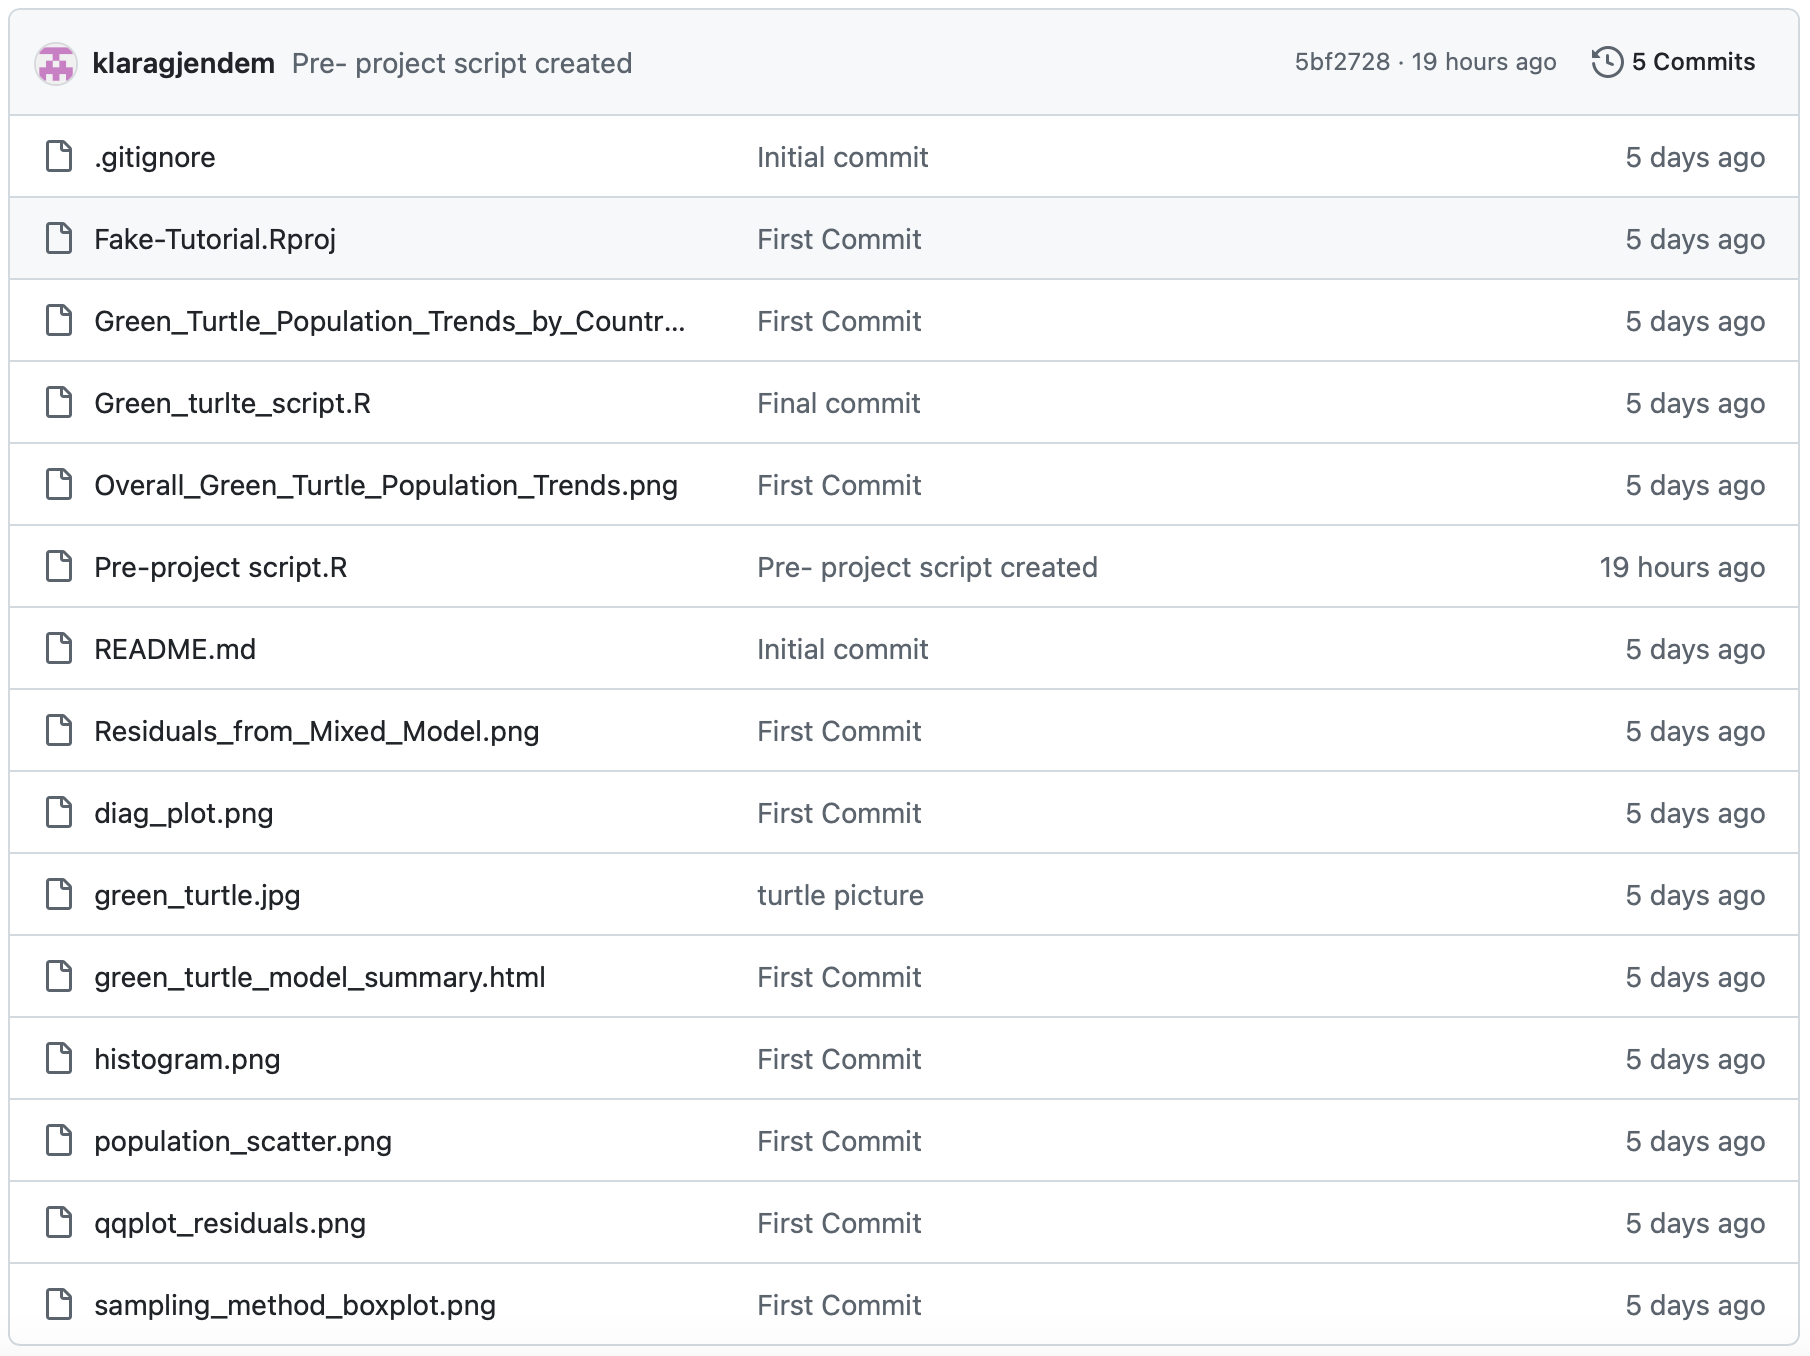 klaragjendem Pre- project script created 5bf2728 · 19 hours ago 5 Commits
.gitignore Initial commit 5 days ago
Fake-Tutorial.Rproj First Commit 5 days ago
Green_Turtle_Population_Trends_by_Countr... First Commit 5 days ago
Green_turlte_script.R Final commit 5 days ago
Overall_Green_Turtle_Population_Trends.png First Commit 5 days ago
Pre-project script.R Pre- project script created 19 hours ago
README.md Initial commit 5 days ago
Residuals_from_Mixed_Model.png First Commit 5 days ago
diag_plot.png First Commit 5 days ago
green_turtle.jpg turtle picture 5 days ago
green_turtle_model_summary.html First Commit 5 days ago
histogram.png First Commit 5 days ago
population_scatter.png First Commit 5 days ago
qqplot_residuals.png First Commit 5 days ago
sampling_method_boxplot.png First Commit 5 days ago